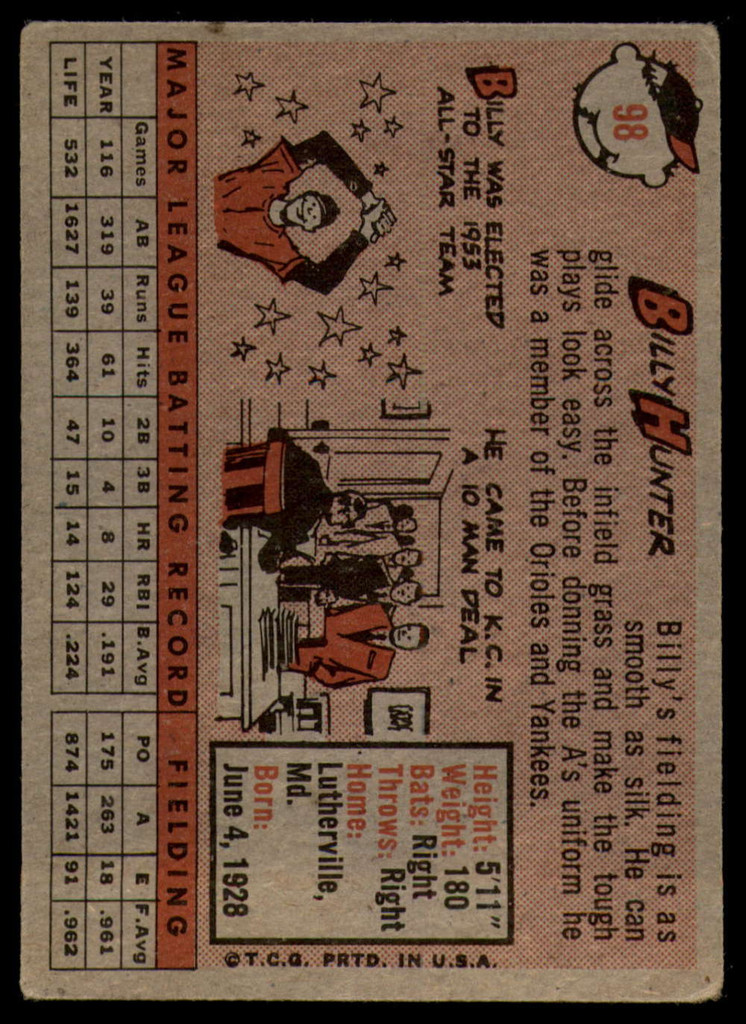 98
BILLY HUNTER
Billy's fielding is as
smooth as silk. He can
glide across the infield grass and make the tough
plays look easy. Before donning the A's uniform he
was a member of the Orioles and Yankees.
BILLY WAS ELECTED
TO THE 1953
ALL-STAR TEAM
HE CAME TO K.C. IN
A 10 MAN DEAL
Height: 5'11"
Weight: 180
Bats: Right
Throws: Right
Home:
Lutherville,
Md.
Born:
June 4, 1928
©T.C.G. PRTD. IN U.S.A.
MAJOR LEAGUE BATTING RECORD FIELDING
Games AB Runs Hits 2B 3B HR RBI B.Avg PO A E F.Avg
YEAR 116 319 39 61 10 4 8 29 .191 175 263 18 .961
LIFE 532 1627 139 364 47 15 14 124 .224 874 1421 91 .962